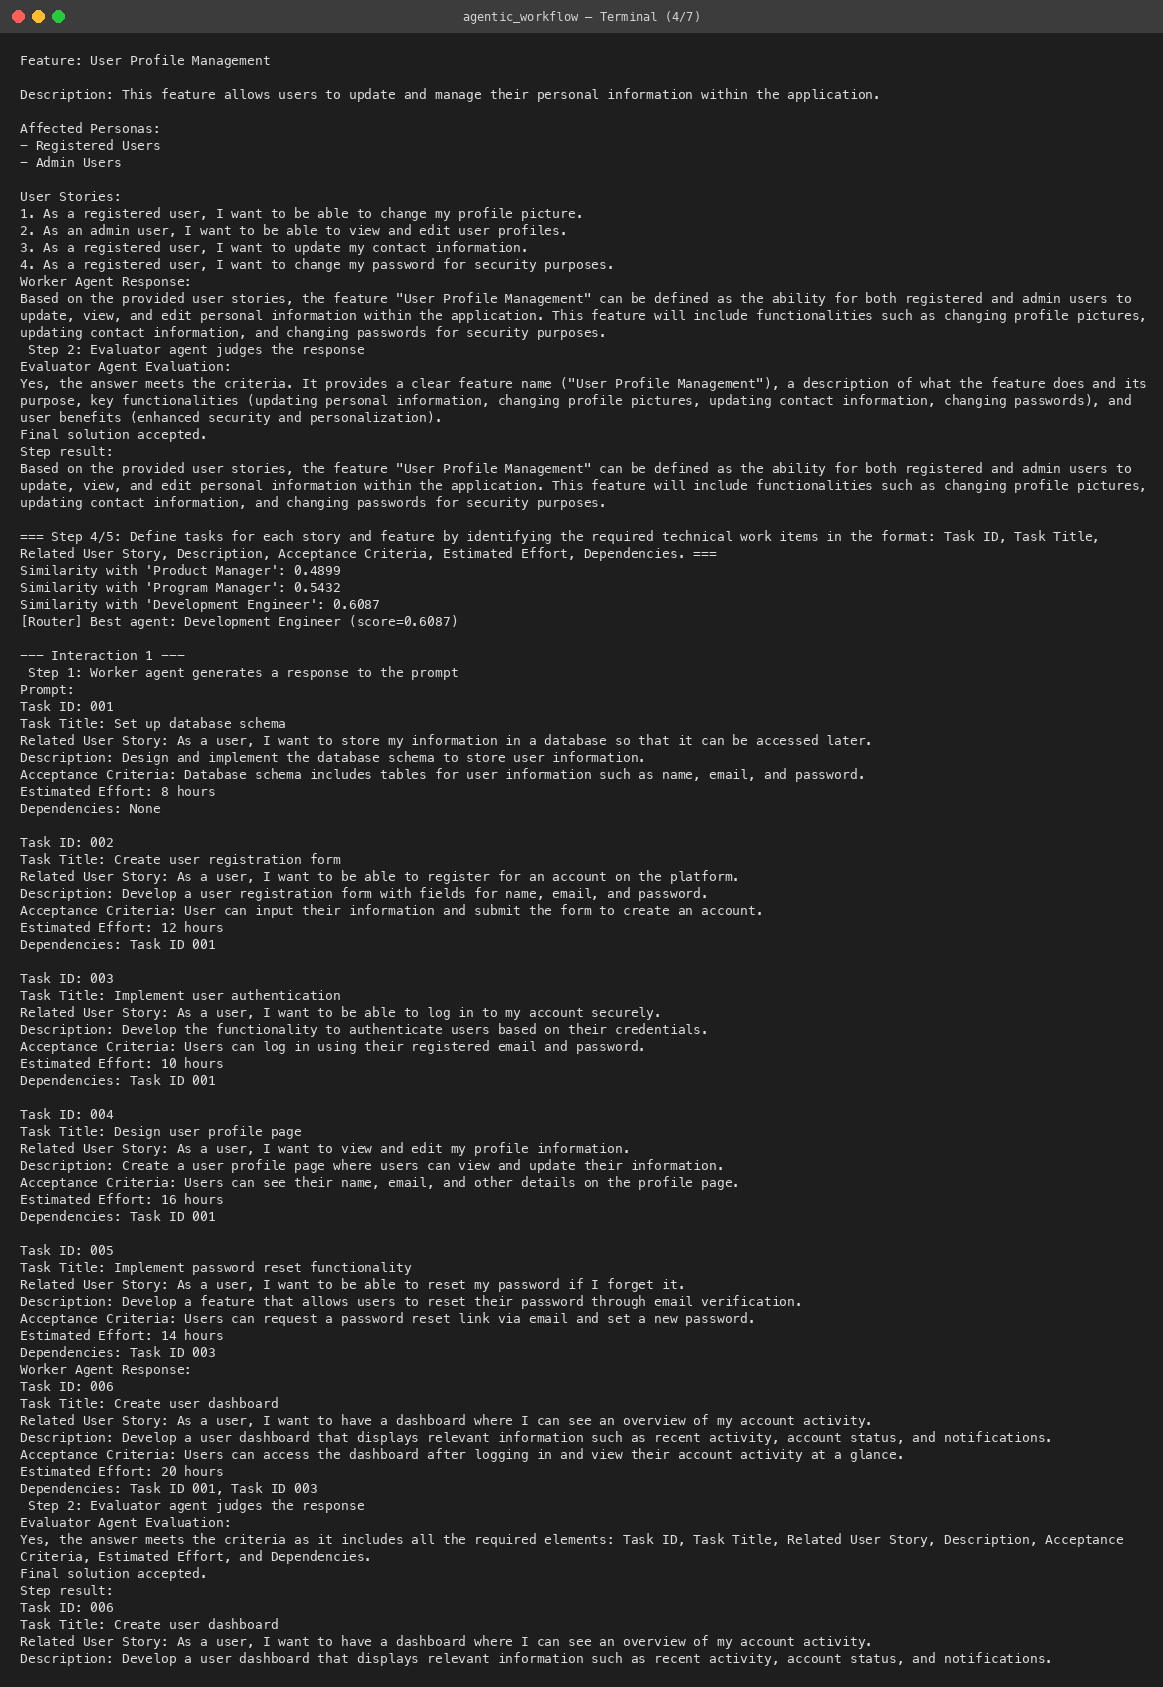 agentic_workflow — Terminal (4/7)
Feature: User Profile Management
Description: This feature allows users to update and manage their personal information within the application.
Affected Personas:
– Registered Users
– Admin Users
User Stories:
1. As a registered user, I want to be able to change my profile picture.
2. As an admin user, I want to be able to view and edit user profiles.
3. As a registered user, I want to update my contact information.
4. As a registered user, I want to change my password for security purposes.
Worker Agent Response:
Based on the provided user stories, the feature "User Profile Management" can be defined as the ability for both registered and admin users to
update, view, and edit personal information within the application. This feature will include functionalities such as changing profile pictures,
updating contact information, and changing passwords for security purposes.
Step 2: Evaluator agent judges the response
Evaluator Agent Evaluation:
Yes, the answer meets the criteria. It provides a clear feature name ("User Profile Management"), a description of what the feature does and its
purpose, key functionalities (updating personal information, changing profile pictures, updating contact information, changing passwords), and
user benefits (enhanced security and personalization).
Final solution accepted.
Step result:
Based on the provided user stories, the feature "User Profile Management" can be defined as the ability for both registered and admin users to
update, view, and edit personal information within the application. This feature will include functionalities such as changing profile pictures,
updating contact information, and changing passwords for security purposes.
=== Step 4/5: Define tasks for each story and feature by identifying the required technical work items in the format: Task ID, Task Title,
Related User Story, Description, Acceptance Criteria, Estimated Effort, Dependencies. ===
Similarity with 'Product Manager': 0.4899
Similarity with 'Program Manager': 0.5432
Similarity with 'Development Engineer': 0.6087
[Router] Best agent: Development Engineer (score=0.6087)
––– Interaction 1 –––
Step 1: Worker agent generates a response to the prompt
Prompt:
Task ID: 001
Task Title: Set up database schema
Related User Story: As a user, I want to store my information in a database so that it can be accessed later.
Description: Design and implement the database schema to store user information.
Acceptance Criteria: Database schema includes tables for user information such as name, email, and password.
Estimated Effort: 8 hours
Dependencies: None
Task ID: 002
Task Title: Create user registration form
Related User Story: As a user, I want to be able to register for an account on the platform.
Description: Develop a user registration form with fields for name, email, and password.
Acceptance Criteria: User can input their information and submit the form to create an account.
Estimated Effort: 12 hours
Dependencies: Task ID 001
Task ID: 003
Task Title: Implement user authentication
Related User Story: As a user, I want to be able to log in to my account securely.
Description: Develop the functionality to authenticate users based on their credentials.
Acceptance Criteria: Users can log in using their registered email and password.
Estimated Effort: 10 hours
Dependencies: Task ID 001
Task ID: 004
Task Title: Design user profile page
Related User Story: As a user, I want to view and edit my profile information.
Description: Create a user profile page where users can view and update their information.
Acceptance Criteria: Users can see their name, email, and other details on the profile page.
Estimated Effort: 16 hours
Dependencies: Task ID 001
Task ID: 005
Task Title: Implement password reset functionality
Related User Story: As a user, I want to be able to reset my password if I forget it.
Description: Develop a feature that allows users to reset their password through email verification.
Acceptance Criteria: Users can request a password reset link via email and set a new password.
Estimated Effort: 14 hours
Dependencies: Task ID 003
Worker Agent Response:
Task ID: 006
Task Title: Create user dashboard
Related User Story: As a user, I want to have a dashboard where I can see an overview of my account activity.
Description: Develop a user dashboard that displays relevant information such as recent activity, account status, and notifications.
Acceptance Criteria: Users can access the dashboard after logging in and view their account activity at a glance.
Estimated Effort: 20 hours
Dependencies: Task ID 001, Task ID 003
Step 2: Evaluator agent judges the response
Evaluator Agent Evaluation:
Yes, the answer meets the criteria as it includes all the required elements: Task ID, Task Title, Related User Story, Description, Acceptance
Criteria, Estimated Effort, and Dependencies.
Final solution accepted.
Step result:
Task ID: 006
Task Title: Create user dashboard
Related User Story: As a user, I want to have a dashboard where I can see an overview of my account activity.
Description: Develop a user dashboard that displays relevant information such as recent activity, account status, and notifications.